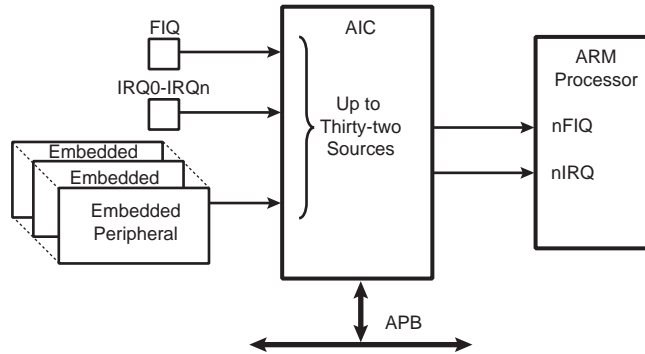 FIQ
IRQ0-IRQn
Embedded
Embedded
Embedded
Peripheral
AIC
Up to
Thirty-two
Sources
ARM
Processor
nFIQ
nIRQ
APB